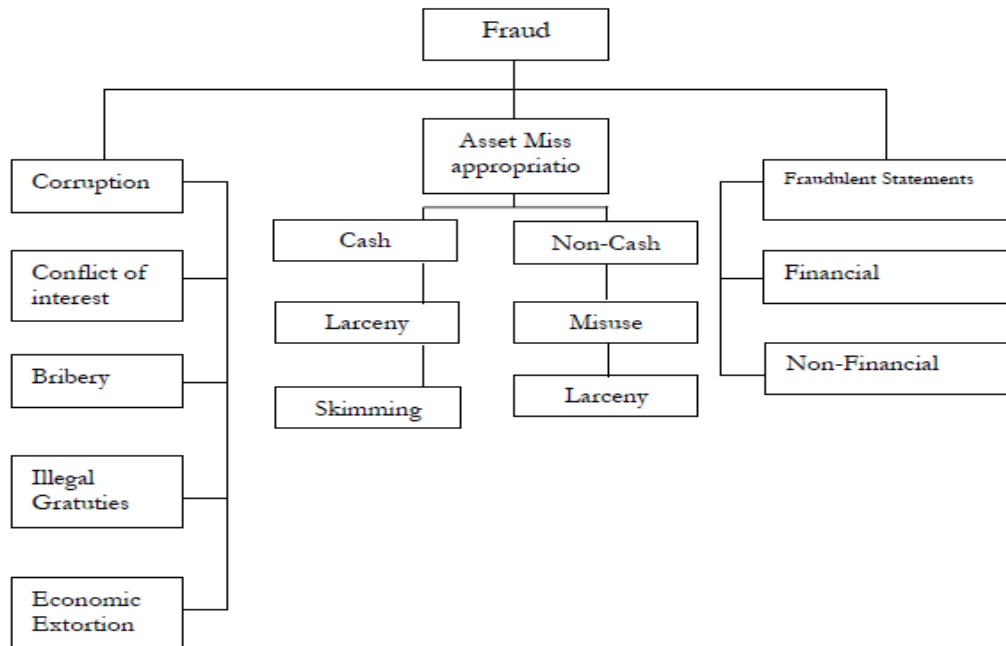 Fraud
Asset Miss
appropriatio
Corruption
Fraudulent Statements
Cash
Non-Cash
Conflict of
interest
Financial
Larceny
Misuse
Bribery
Non-Financial
Skimming
Larceny
Illegal
Gratuties
Economic
Extortion